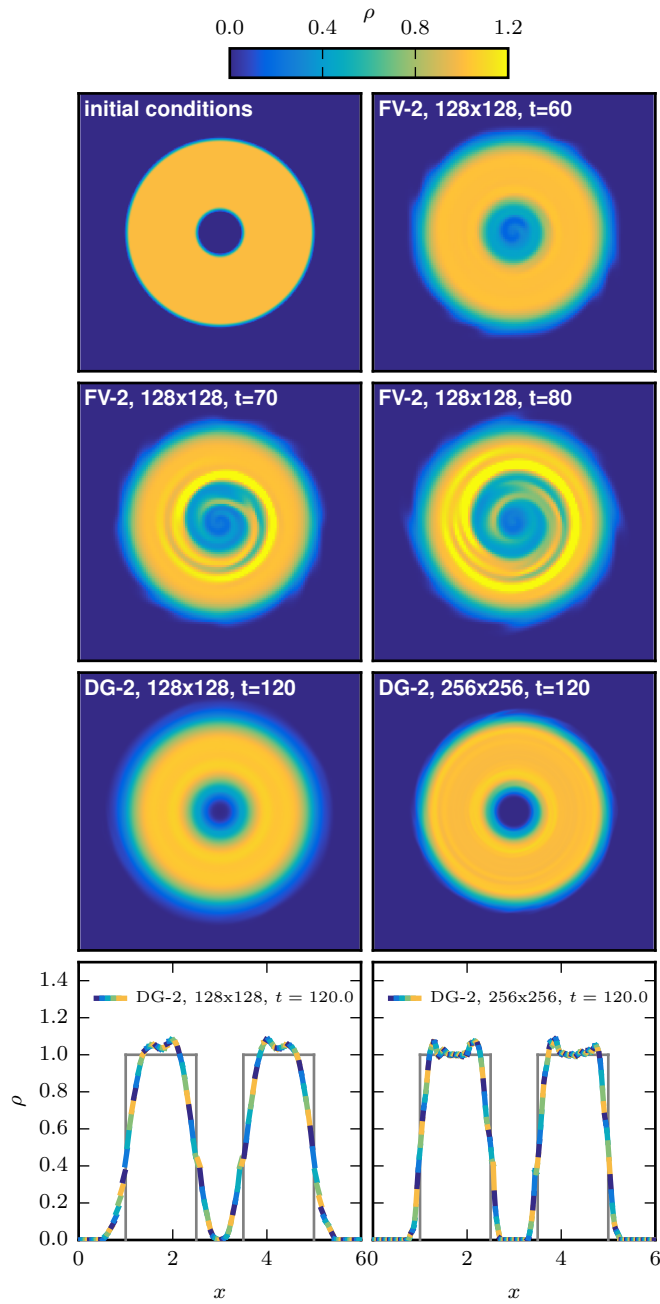 ρ
0.0 0.4 0.8 1.2
initial conditions
FV-2, 128x128, t=60
FV-2, 128x128, t=70
FV-2, 128x128, t=80
DG-2, 128x128, t=120
DG-2, 256x256, t=120
DG-2, 128x128, t = 120.0
DG-2, 256x256, t = 120.0
1.4
1.2
1.0
0.8
0.6
0.4
0.2
0.0
ρ
0 2 4 6
0 2 4 6
x
x